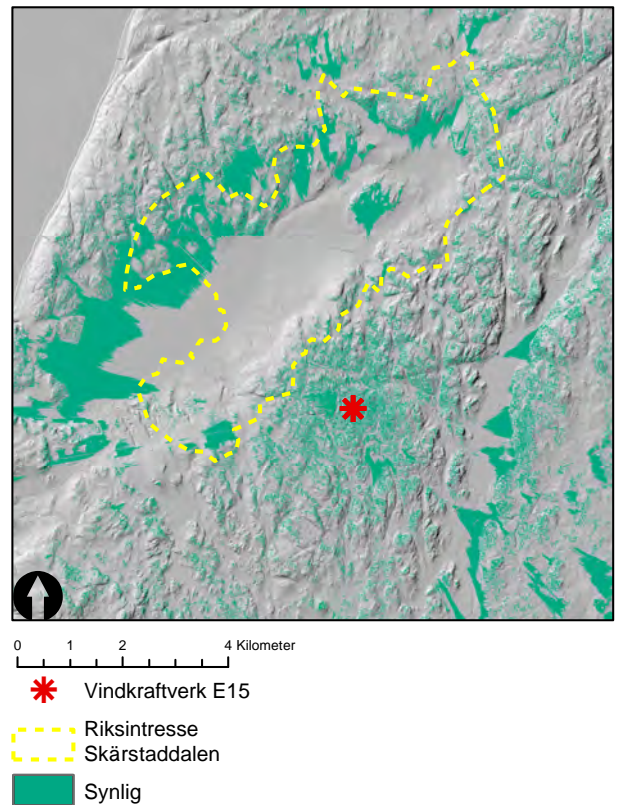 0 1 2 4 Kilometer
Vindkraftverk E15
Riksintresse
Skärstaddalen
Synlig